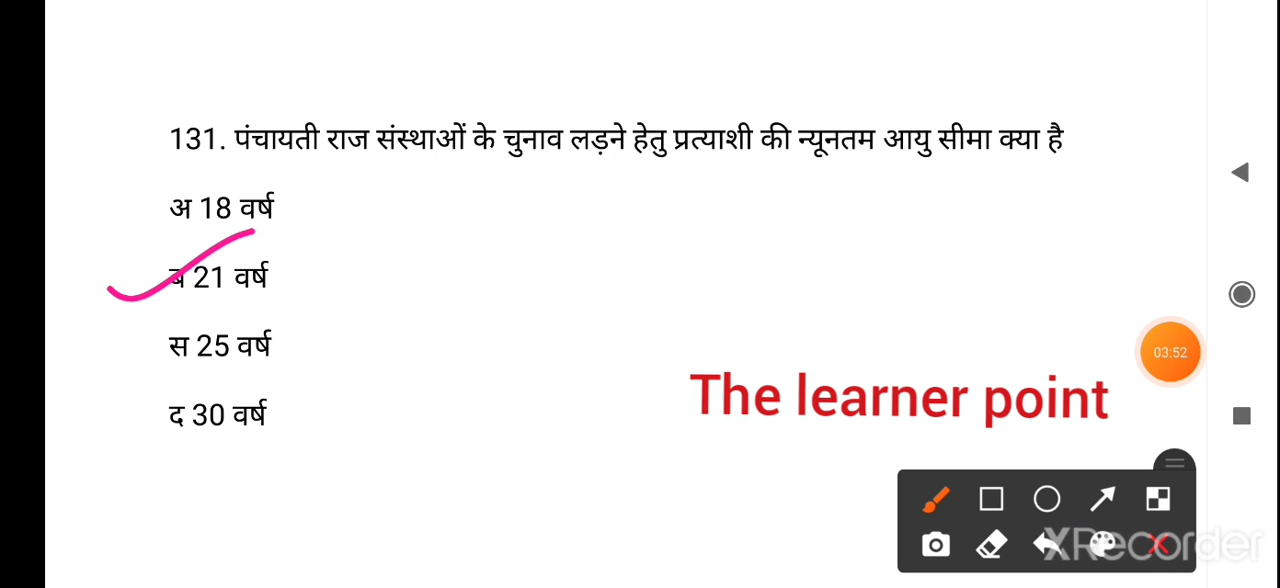 131. पंचायती राज संस्थाओं के चुनाव लड़ने हेतु प्रत्याशी की न्यूनतम आयु सीमा क्या है
अ 18 वर्ष
ब 21 वर्ष
स 25 वर्ष
03:52
The learner point
द 30 वर्ष
XRecorder